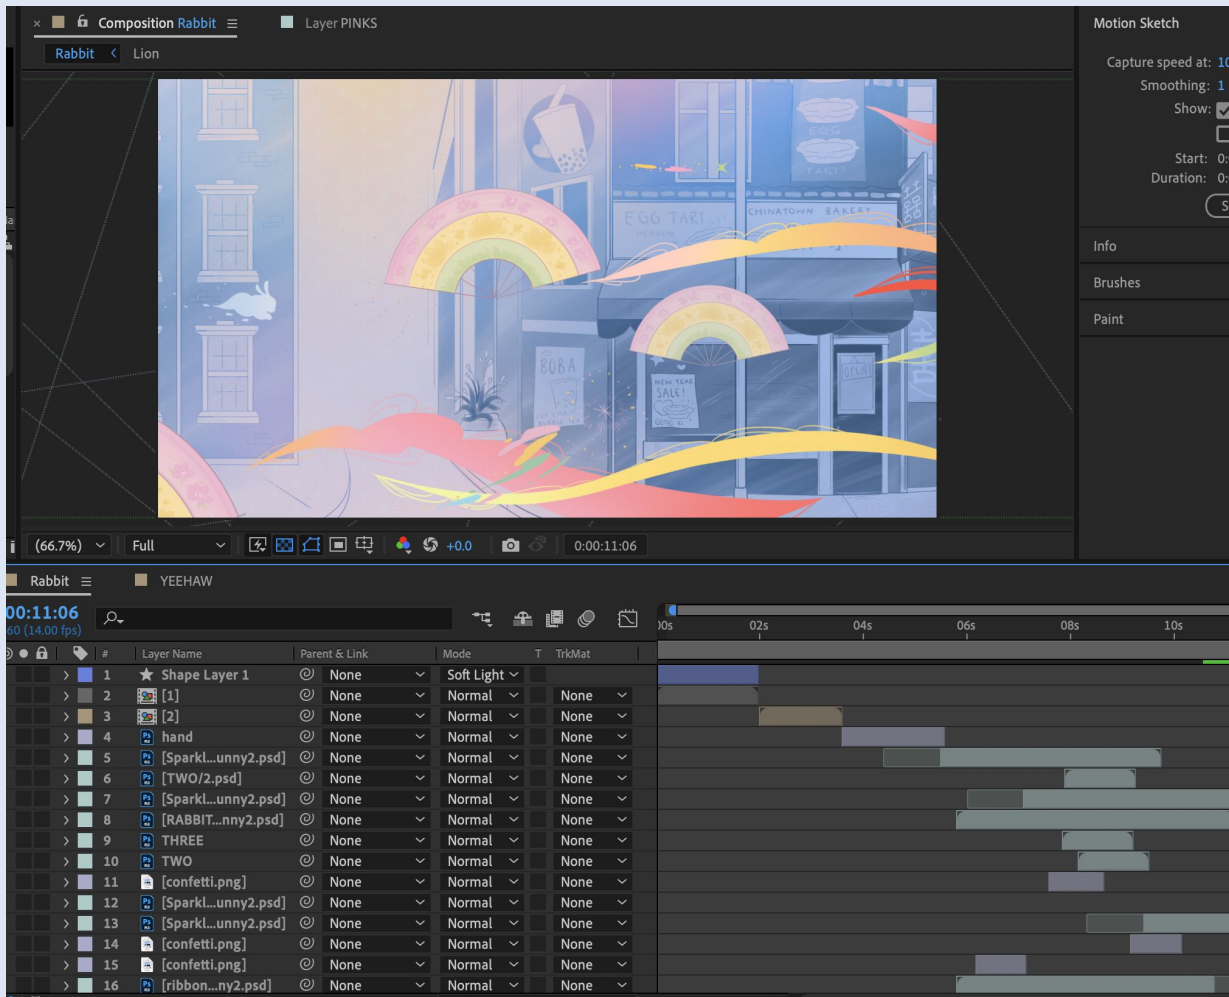 × Composition Rabbit ≡ Layer PINKS
Motion Sketch
Rabbit < Lion
Capture speed at: 10
Smoothing: 1
Show:
Start: 0:
Duration: 0:
S
Info
Brushes
Paint
EGG
TART
EGG TART
CHINATOWN BAKERY
BOBA
NEW YEAR
SALE!
OPEN!
(66.7%) Full +0.0 0:00:11:06
Rabbit ≡ YEEHAW
00:11:06
60 (14.00 fps)
00s 02s 04s 06s 08s 10s
# Layer Name Parent & Link Mode T TrkMat
1 Shape Layer 1 None Soft Light
2 [1] None Normal None
3 [2] None Normal None
4 hand None Normal None
5 [Sparkl...unny2.psd] None Normal None
6 [TWO/2.psd] None Normal None
7 [Sparkl...unny2.psd] None Normal None
8 [RABBIT...nny2.psd] None Normal None
9 THREE None Normal None
10 TWO None Normal None
11 [confetti.png] None Normal None
12 [Sparkl...unny2.psd] None Normal None
13 [Sparkl...unny2.psd] None Normal None
14 [confetti.png] None Normal None
15 [confetti.png] None Normal None
16 [ribbon...ny2.psd] None Normal None